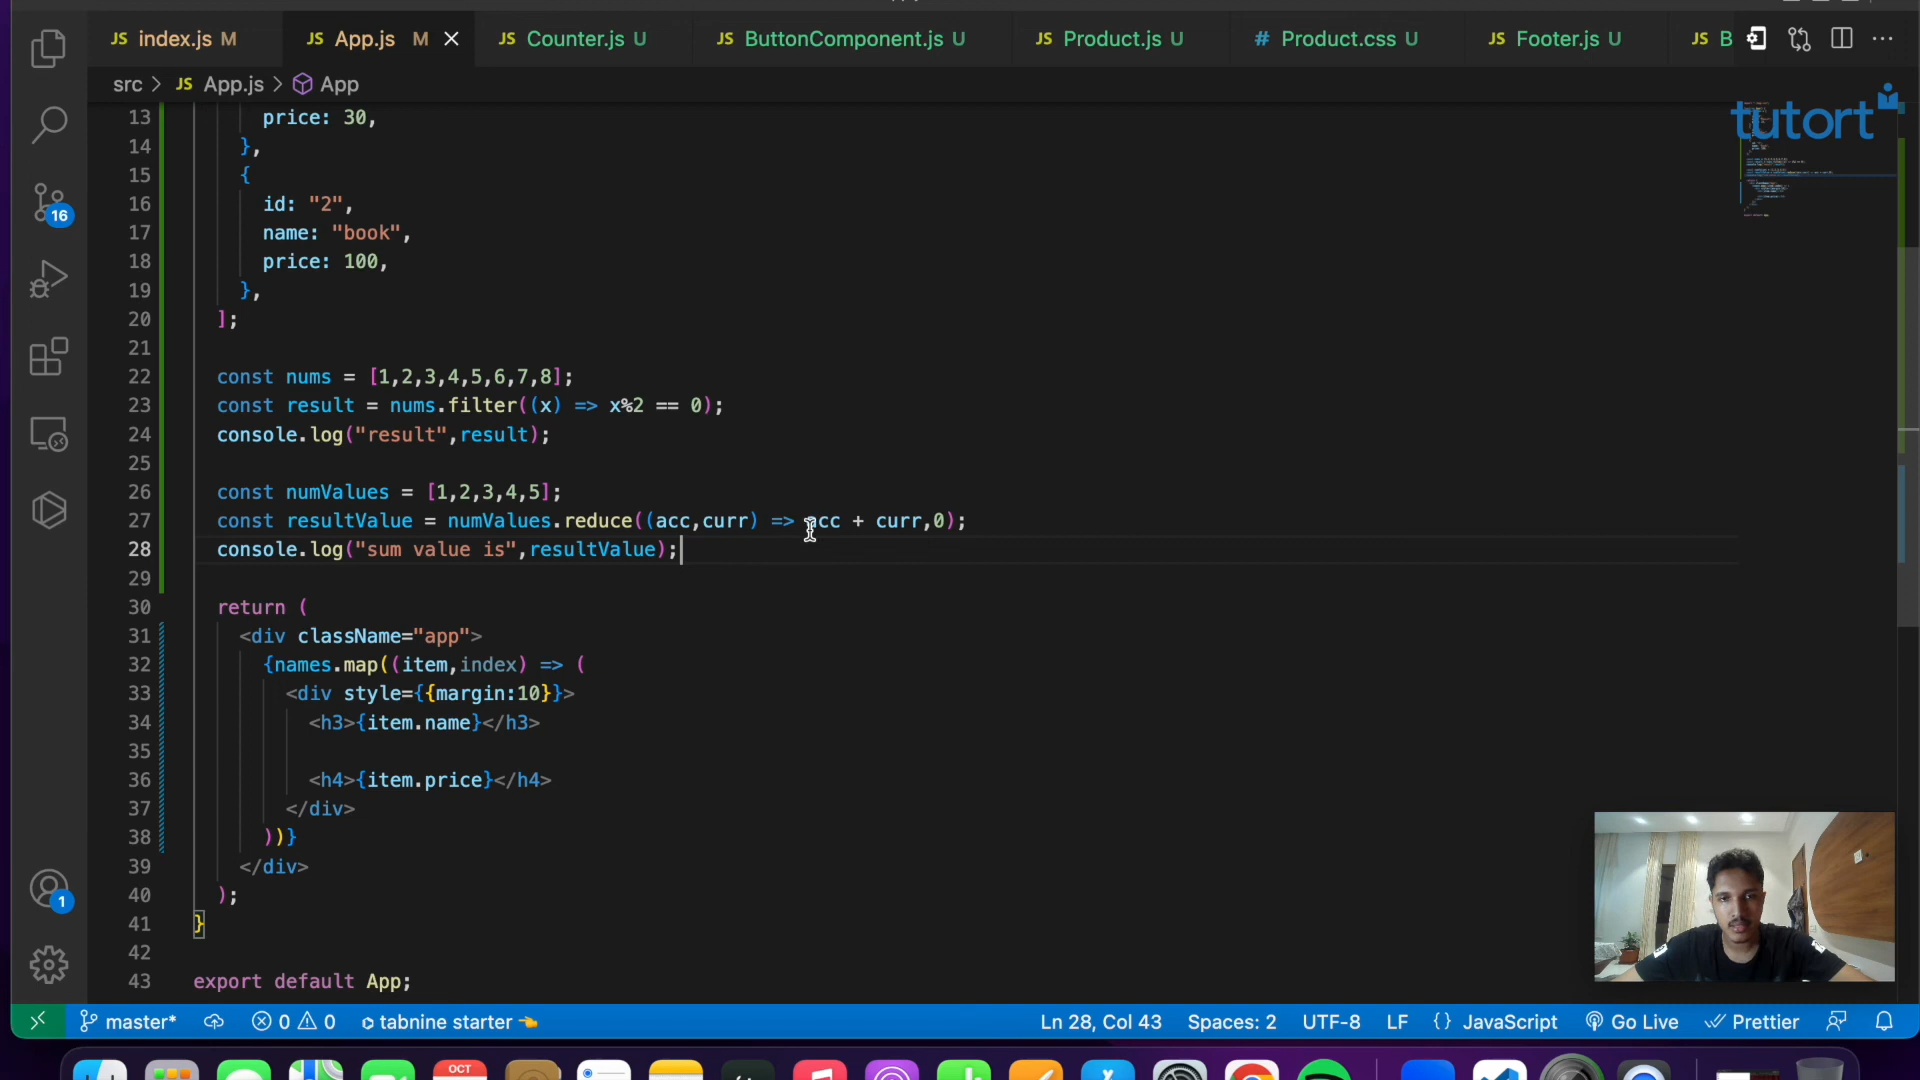 JS index.js M
JS App.js M
JS Counter.js U
JS ButtonComponent.js U
JS Product.js U
# Product.css U
JS Footer.js U
JS B
src > JS App.js > App
tutort
13 price: 30,
14 },
15 {
16 id: "2",
17 name: "book",
18 price: 100,
19 },
20 ];
21
22 const nums = [1,2,3,4,5,6,7,8];
23 const result = nums.filter((x) => x%2 == 0);
24 console.log("result",result);
25
26 const numValues = [1,2,3,4,5];
27 const resultValue = numValues.reduce((acc,curr) => acc + curr,0);
28 console.log("sum value is",resultValue);
29
30 return (
31 <div className="app">
32 {names.map((item,index) => (
33 <div style={{margin:10}}>
34 <h3>{item.name}</h3>
35
36 <h4>{item.price}</h4>
37 </div>
38 ))}
39 </div>
40 );
41 }
42
43 export default App;
16
1
master*
0 0
tabnine starter
Ln 28, Col 43
Spaces: 2
UTF-8
LF
{} JavaScript
Go Live
Prettier
OCT